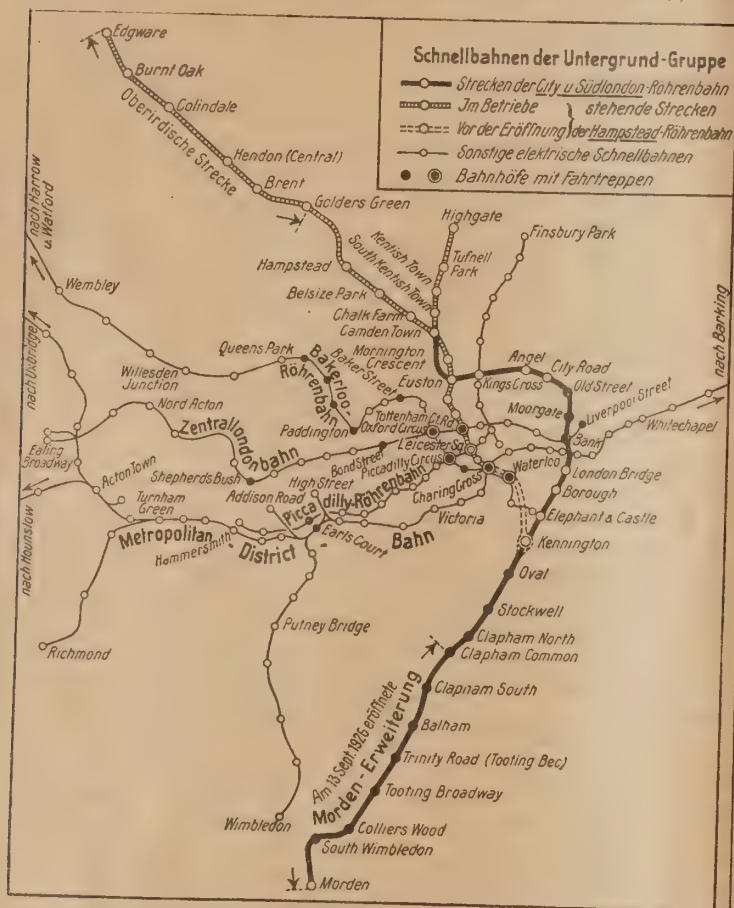 Schnellbahnen der Untergrund-Gruppe
Strecken der City u Südlondon-Röhrenbahn
Jm Betriebe } stehende Strecken
Vor der Eröffnung } der Hampstead-Röhrenbahn
Sonstige elektrische Schnellbahnen
Bahnhöfe mit Fahrtreppen
Edgware
Burnt Oak
Colindale
Oberirdische Strecke
Hendon (Central)
Brent
Golders Green
Highgate
Finsbury Park
Kentish Town
South Kentish Town
Tufnell
Park
Hampstead
Belsize Park
Chalk Farm
Camden Town
nach Harrow
u. Watford
Wembley
nach Uxbridge
nach Barking
Queens Park
Bakerloo-
Röhrenbahn
Baker Street
Mornington
Crescent
Euston
Kings Cross
Angel
City Road
Old Street
Moorgate
Liverpool Street
Whitechapel
Willesden
Junction
Nord Acton
Zentrallondonbahn
Paddington
Tottenham Ct. Rd
Oxford Circus
Leicester Sq.
Bank
Ealing
Broadway
Acton Town
Shepherds Bush
Bond Street
Piccadilly Circus
Waterloo
London Bridge
High Street
Addison Road
Picca
dilly-Röhrenbahn
Charing Cross
Borough
Turnham
Green
Victoria
Elephant & Castle
Metropolitan
Hammersmith
- District -
Earls Court
Bahn
Kennington
nach Hounslow
Oval
Stockwell
Putney Bridge
Clapham North
Clapham Common
Richmond
Am 13 Sept. 1926 eröffnete
Morden-Erweiterung
Clapham South
Balham
Trinity Road (Tooting Bec)
Tooting Broadway
Wimbledon
Colliers Wood
South Wimbledon
Morden